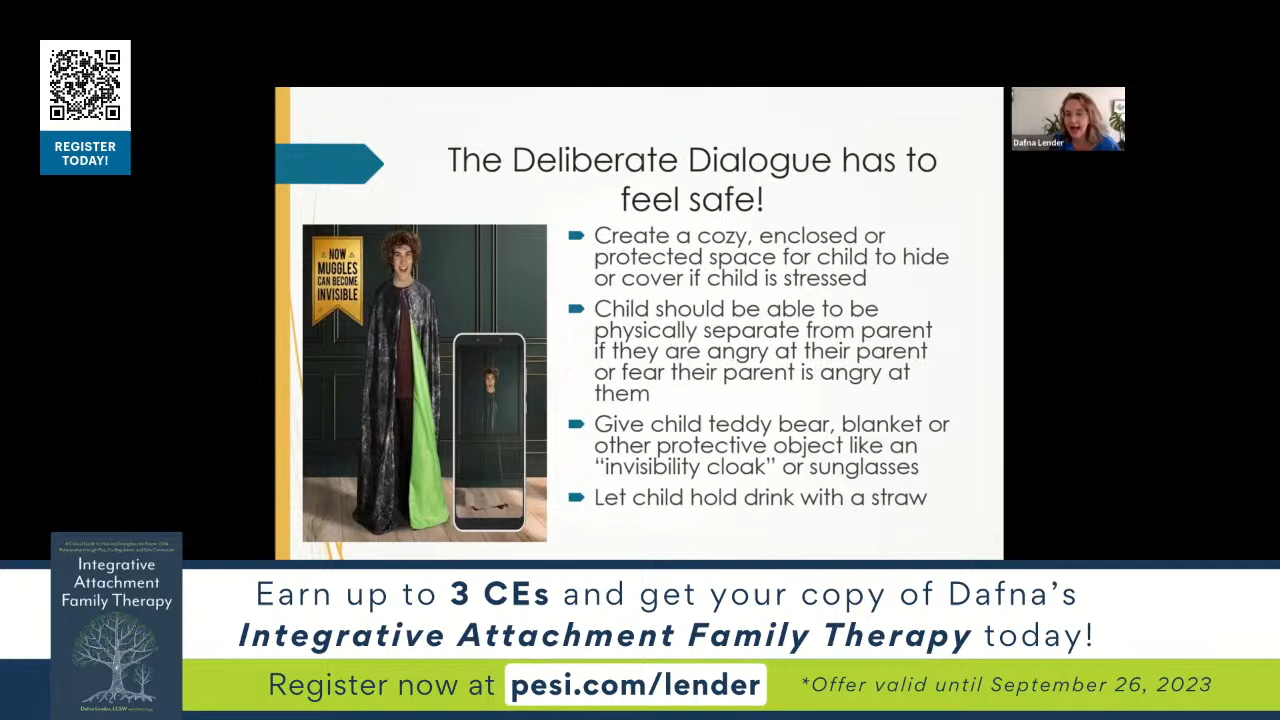 REGISTER
TODAY!
Dafna Lender
The Deliberate Dialogue has to
feel safe!
NOW
MUGGLES
CAN BECOME
INVISIBLE
Create a cozy, enclosed or
protected space for child to hide
or cover if child is stressed
Child should be able to be
physically separate from parent
if they are angry at their parent
or fear their parent is angry at
them
Give child teddy bear, blanket or
other protective object like an
“invisibility cloak” or sunglasses
Let child hold drink with a straw
Integrative
Attachment
Family Therapy
Dafna Lender, LCSW
Earn up to 3 CEs and get your copy of Dafna’s
Integrative Attachment Family Therapy today!
Register now at pesi.com/lender *Offer valid until September 26, 2023